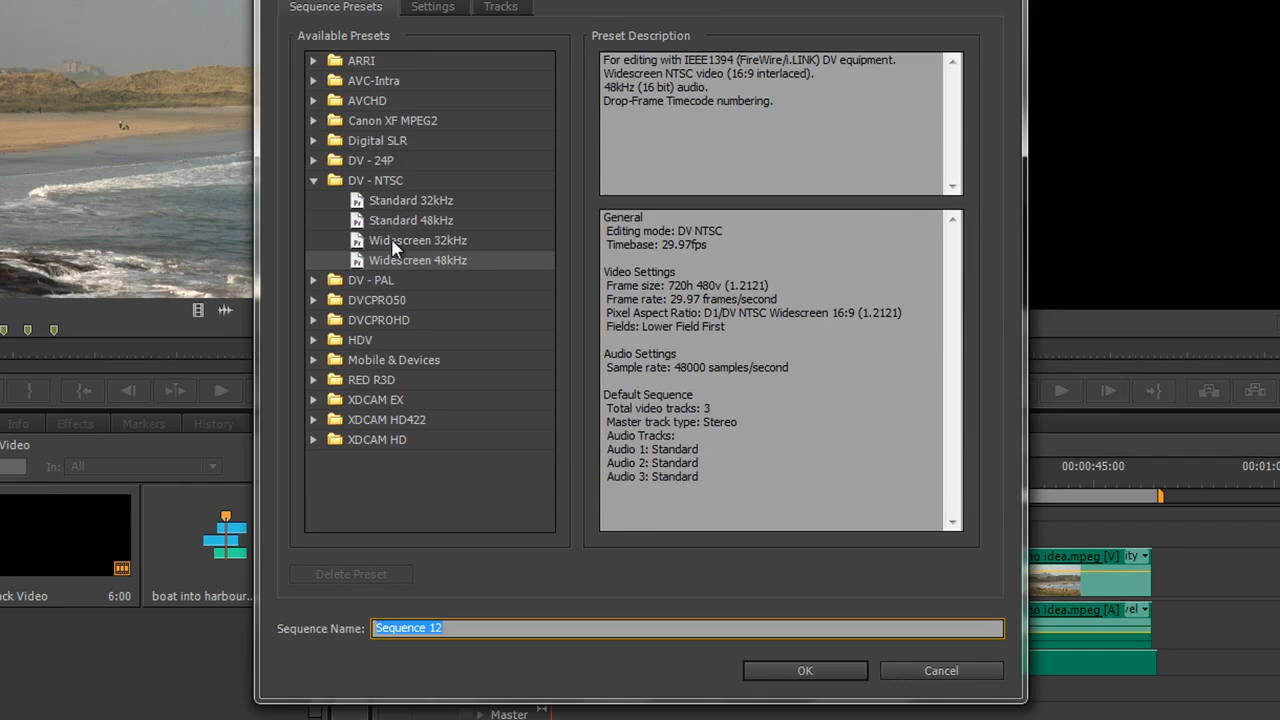 Sequence Presets
Settings
Tracks
Available Presets
ARRI
AVC-Intra
AVCHD
Canon XF MPEG2
Digital SLR
DV - 24P
DV - NTSC
Standard 32kHz
Standard 48kHz
Widescreen 32kHz
Widescreen 48kHz
DV - PAL
DVCPRO50
DVCPROHD
HDV
Mobile & Devices
RED R3D
XDCAM EX
XDCAM HD422
XDCAM HD
Delete Preset
Preset Description
For editing with IEEE1394 (FireWire/i.LINK) DV equipment.
Widescreen NTSC video (16:9 interlaced).
48kHz (16 bit) audio.
Drop-Frame Timecode numbering.
General
Editing mode: DV NTSC
Timebase: 29.97fps
Video Settings
Frame size: 720h 480v (1.2121)
Frame rate: 29.97 frames/second
Pixel Aspect Ratio: D1/DV NTSC Widescreen 16:9 (1.2121)
Fields: Lower Field First
Audio Settings
Sample rate: 48000 samples/second
Default Sequence
Total video tracks: 3
Master track type: Stereo
Audio Tracks:
Audio 1: Standard
Audio 2: Standard
Audio 3: Standard
Sequence Name: Sequence 12
OK
Cancel
Info
Effects
Markers
History
Video
In: All
ack Video
6:00
boat into harbour...
00:00:45:00
00:01:0
no idea.mpeg [V] ity
no idea.mpeg [A] vel
Master